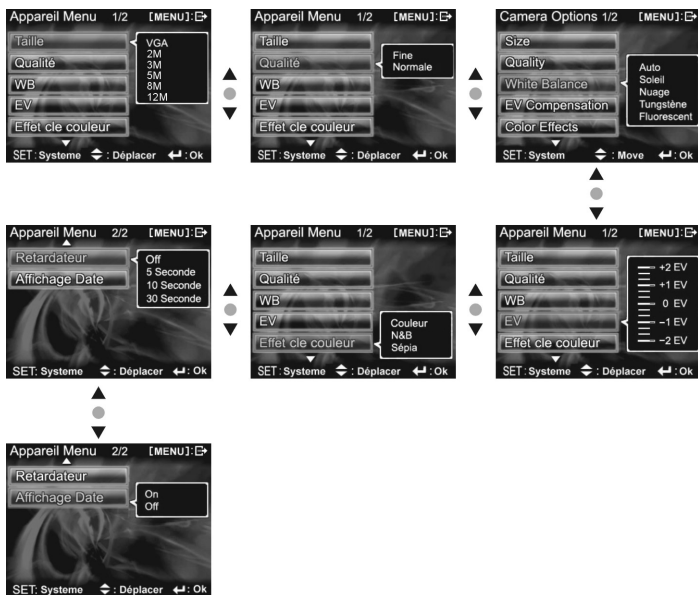 Appareil Menu 1/2 [MENU]:
Taille
Qualité
WB
EV
Effet cle couleur
VGA
2M
3M
5M
8M
12M
SET: Systeme : Déplacer : Ok
Appareil Menu 1/2 [MENU]:
Taille
Qualité
WB
EV
Effet cle couleur
Fine
Normale
SET: Systeme : Déplacer : Ok
Camera Options 1/2 [MENU]:
Size
Quality
White Balance
EV Compensation
Color Effects
Auto
Soleil
Nuage
Tungstène
Fluorescent
SET: System : Move : Ok
Appareil Menu 2/2 [MENU]:
Retardateur
Affichage Date
Off
5 Seconde
10 Seconde
30 Seconde
SET: Systeme : Déplacer : Ok
Appareil Menu 1/2 [MENU]:
Taille
Qualité
WB
EV
Effet cle couleur
Couleur
N&B
Sépia
SET: Systeme : Déplacer : Ok
Appareil Menu 1/2 [MENU]:
Taille
Qualité
WB
EV
Effet cle couleur
+2 EV
+1 EV
0 EV
−1 EV
−2 EV
SET: Systeme : Déplacer : Ok
Appareil Menu 2/2 [MENU]:
Retardateur
Affichage Date
On
Off
SET: Systeme : Déplacer : Ok